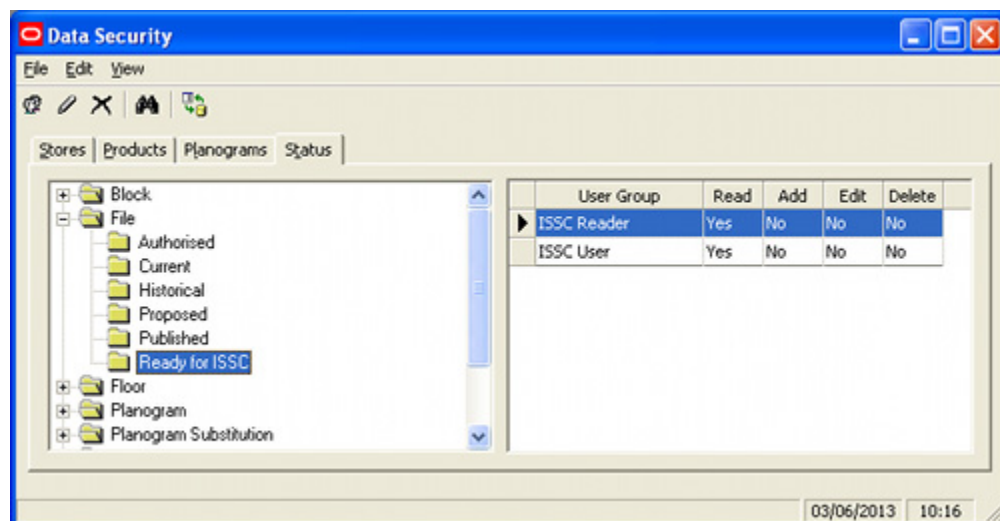 Data Security
File Edit View
Stores Products Planograms Status
Block
File
Authorised
Current
Historical
Proposed
Published
Ready for ISSC
Floor
Planogram
Planogram Substitution
User Group Read Add Edit Delete
ISSC Reader Yes No No No
ISSC User Yes No No No
03/06/2013 10:16